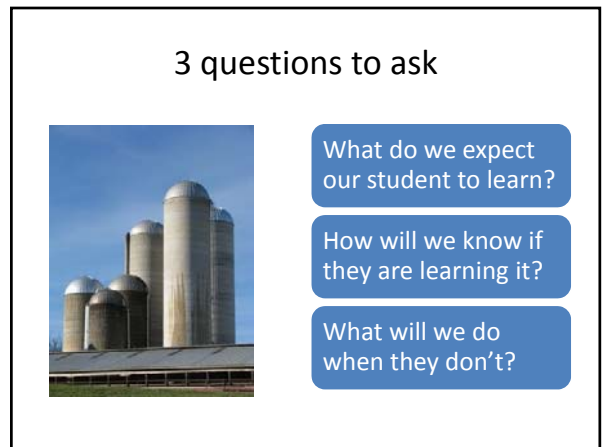 3 questions to ask
What do we expect
our student to learn?
How will we know if
they are learning it?
What will we do
when they don’t?